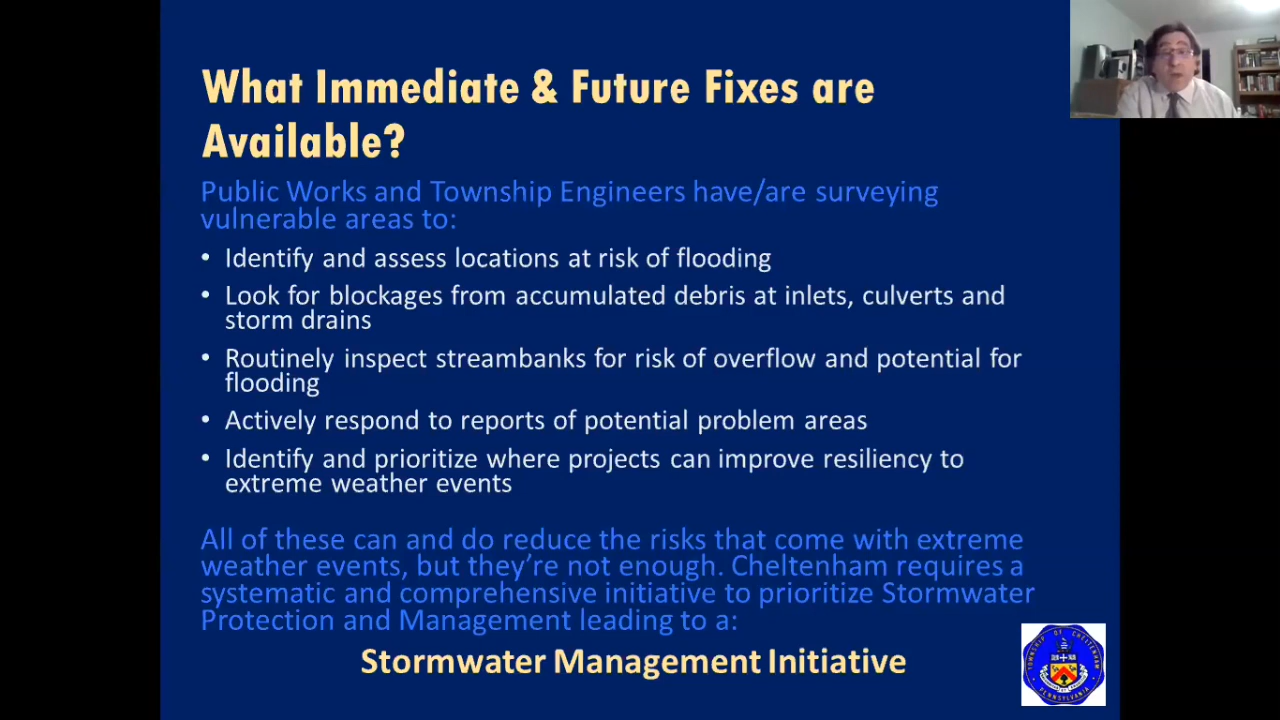 What Immediate & Future Fixes are
Available?
Public Works and Township Engineers have/are surveying
vulnerable areas to:
• Identify and assess locations at risk of flooding
• Look for blockages from accumulated debris at inlets, culverts and
storm drains
• Routinely inspect streambanks for risk of overflow and potential for
flooding
• Actively respond to reports of potential problem areas
• Identify and prioritize where projects can improve resiliency to
extreme weather events
All of these can and do reduce the risks that come with extreme
weather events, but they're not enough. Cheltenham requires a
systematic and comprehensive initiative to prioritize Stormwater
Protection and Management leading to a:
Stormwater Management Initiative
TOWNSHIP OF CHELTENHAM
PENNSYLVANIA